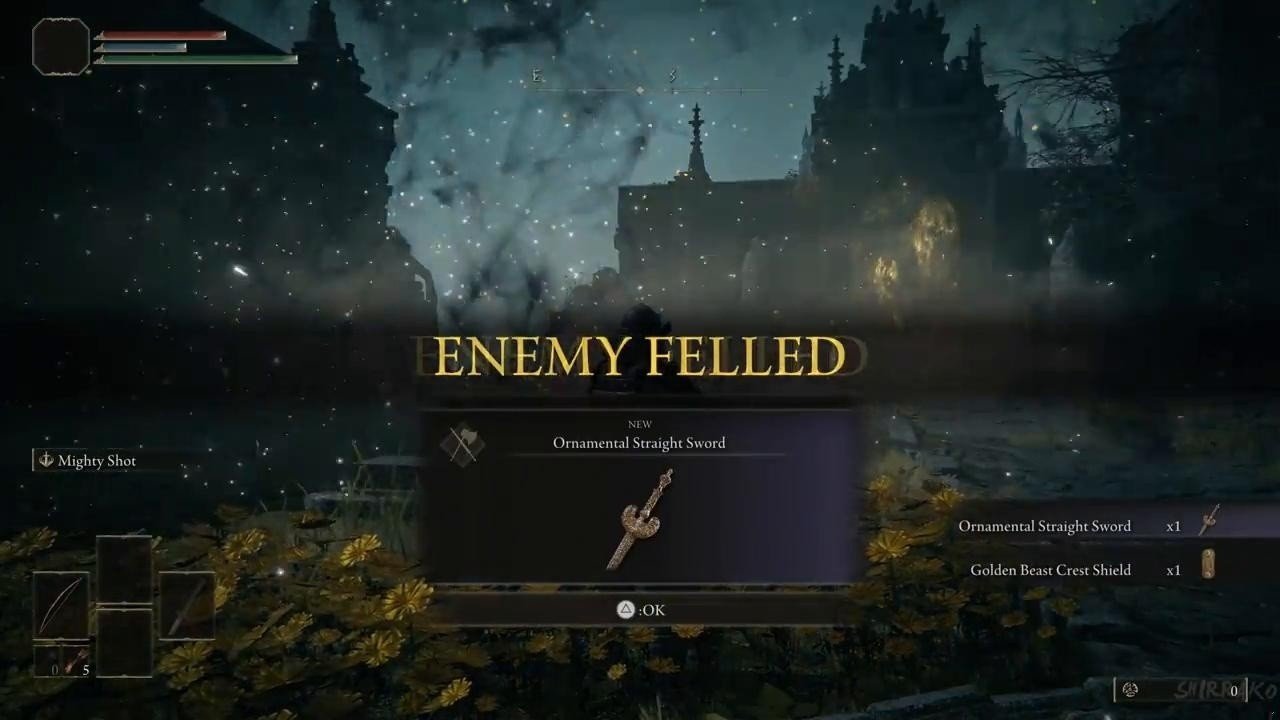 E
S
ENEMY FELLED
NEW
Ornamental Straight Sword
Mighty Shot
Ornamental Straight Sword x1
Golden Beast Crest Shield x1
:OK
0 5
SHIRRAKO
0